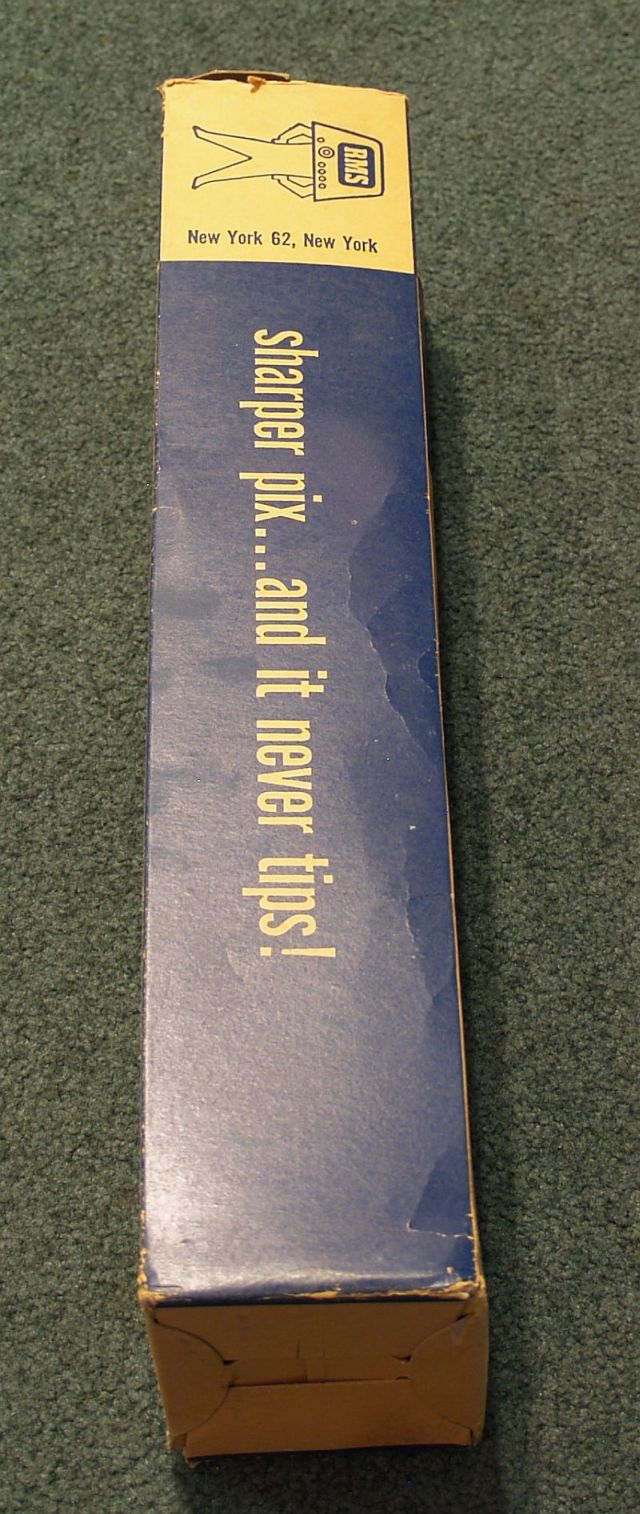 RMS
New York 62, New York
sharper pix...and it never tips!